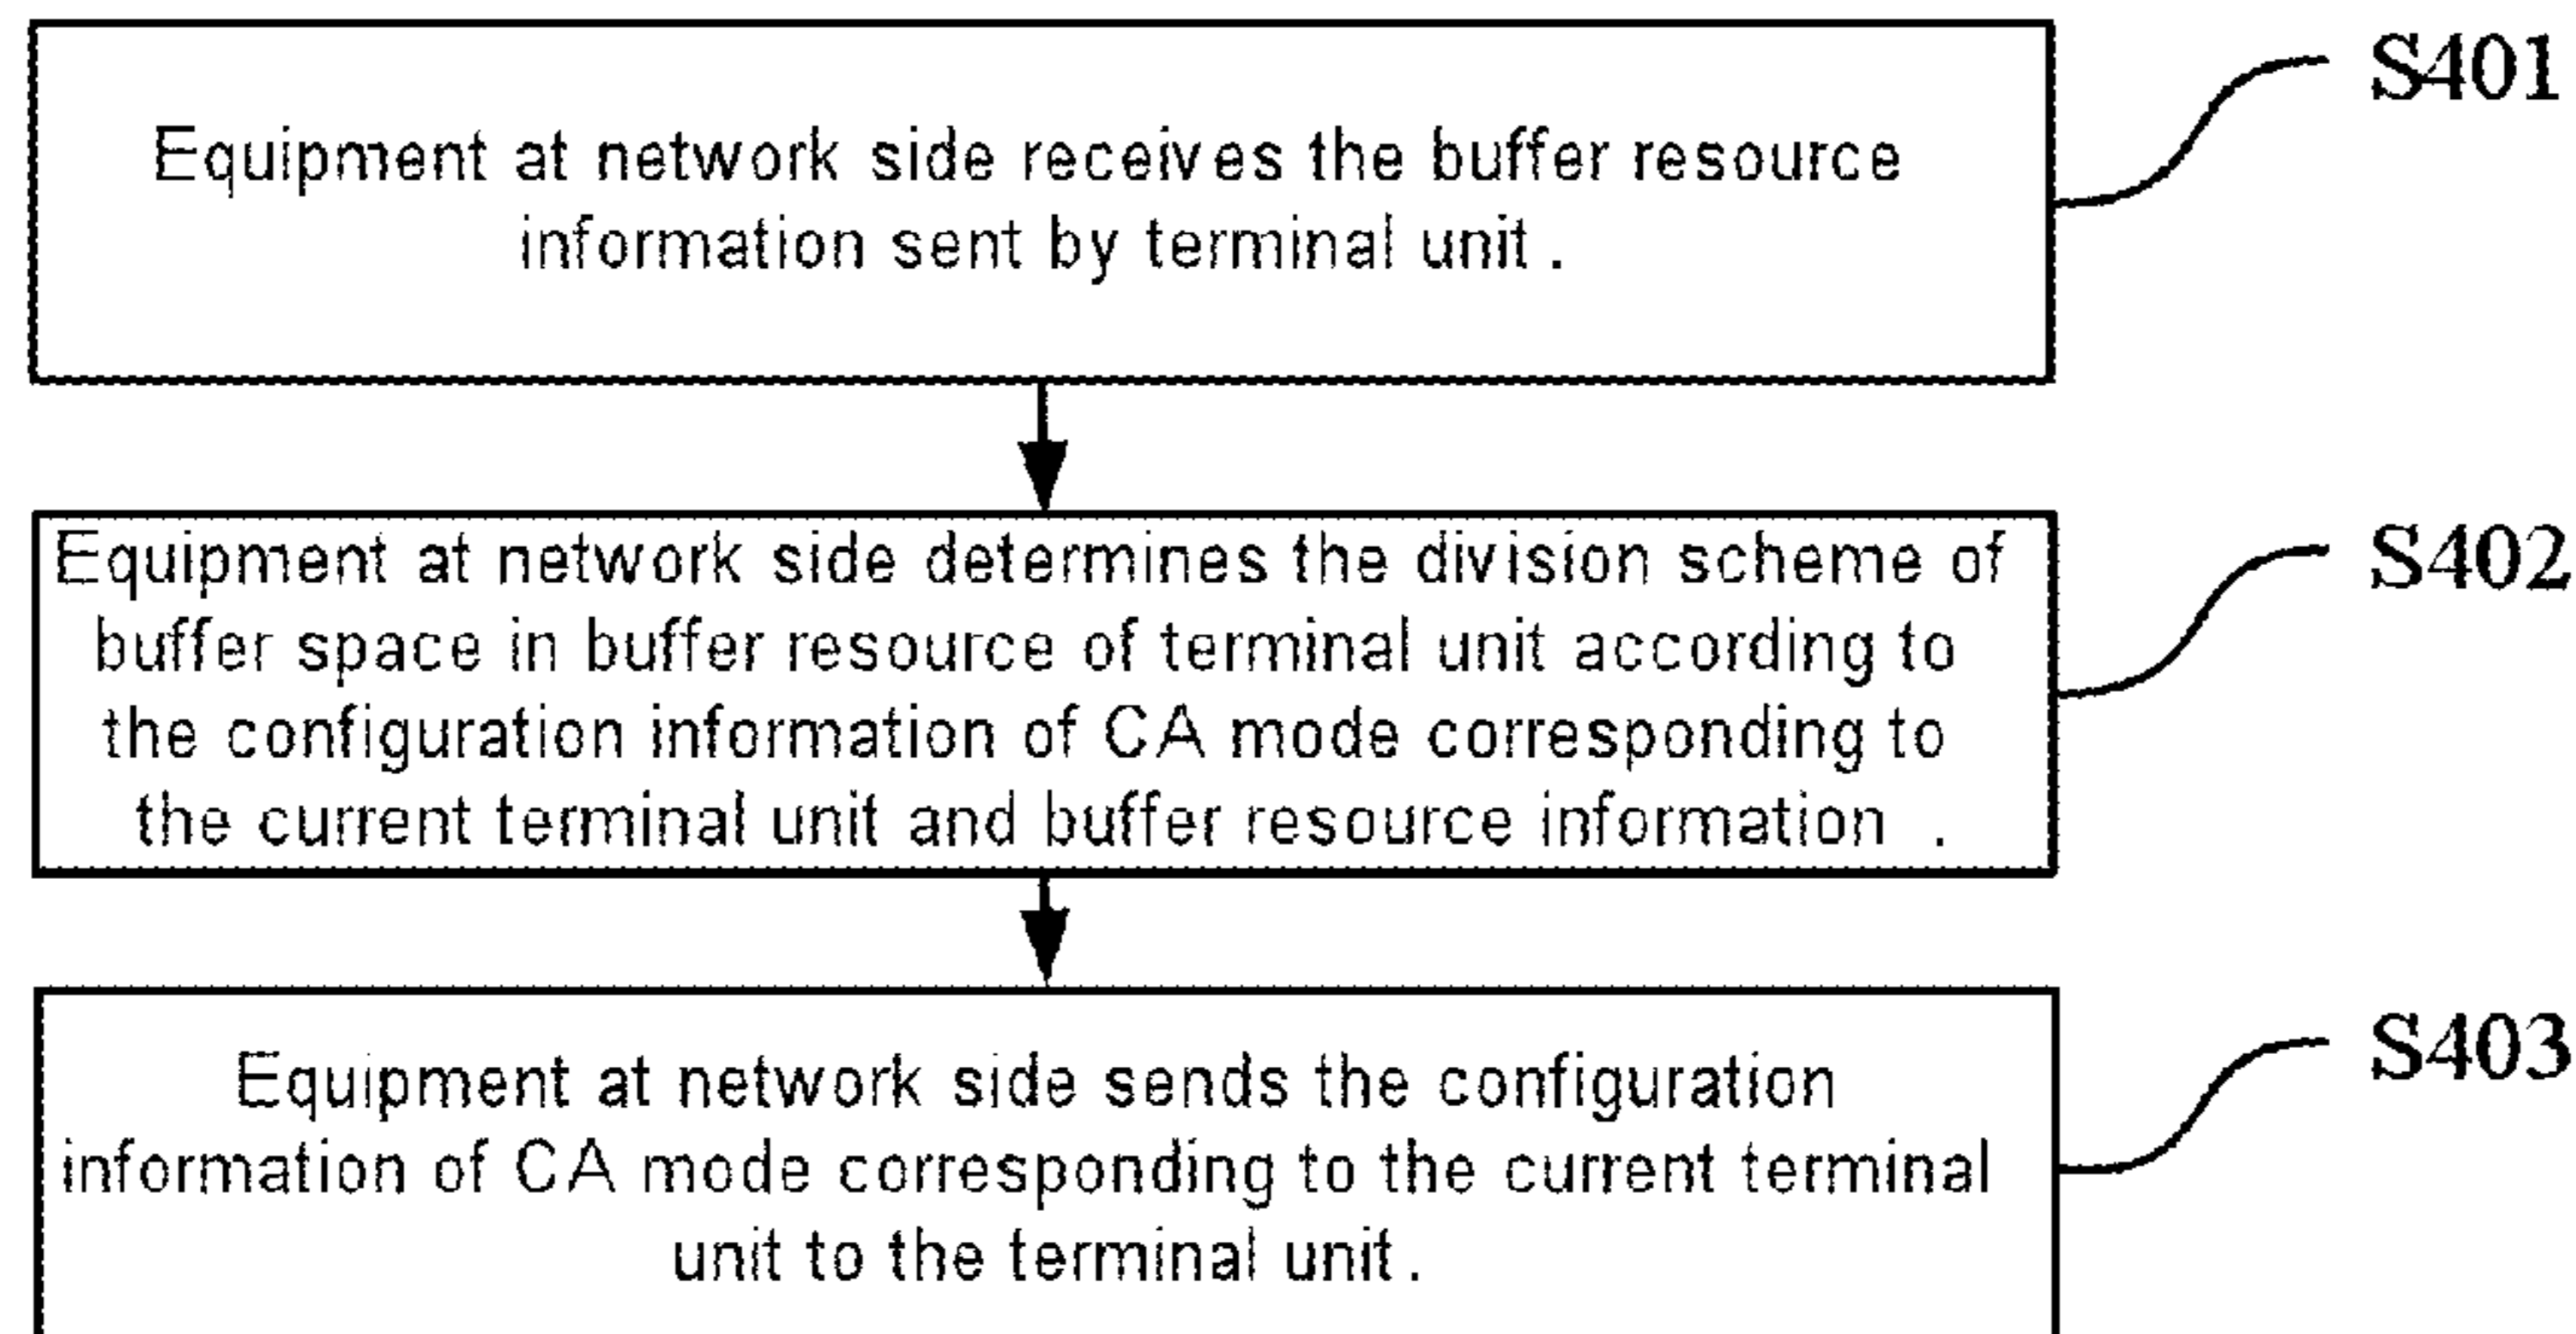 Equipment at network side receives the buffer resource
information sent by terminal unit.
S401
Equipment at network side determines the division scheme of
buffer space in buffer resource of terminal unit according to
the configuration information of CA mode corresponding to
the current terminal unit and buffer resource information .
S402
Equipment at network side sends the configuration
information of CA mode corresponding to the current terminal
unit to the terminal unit.
S403